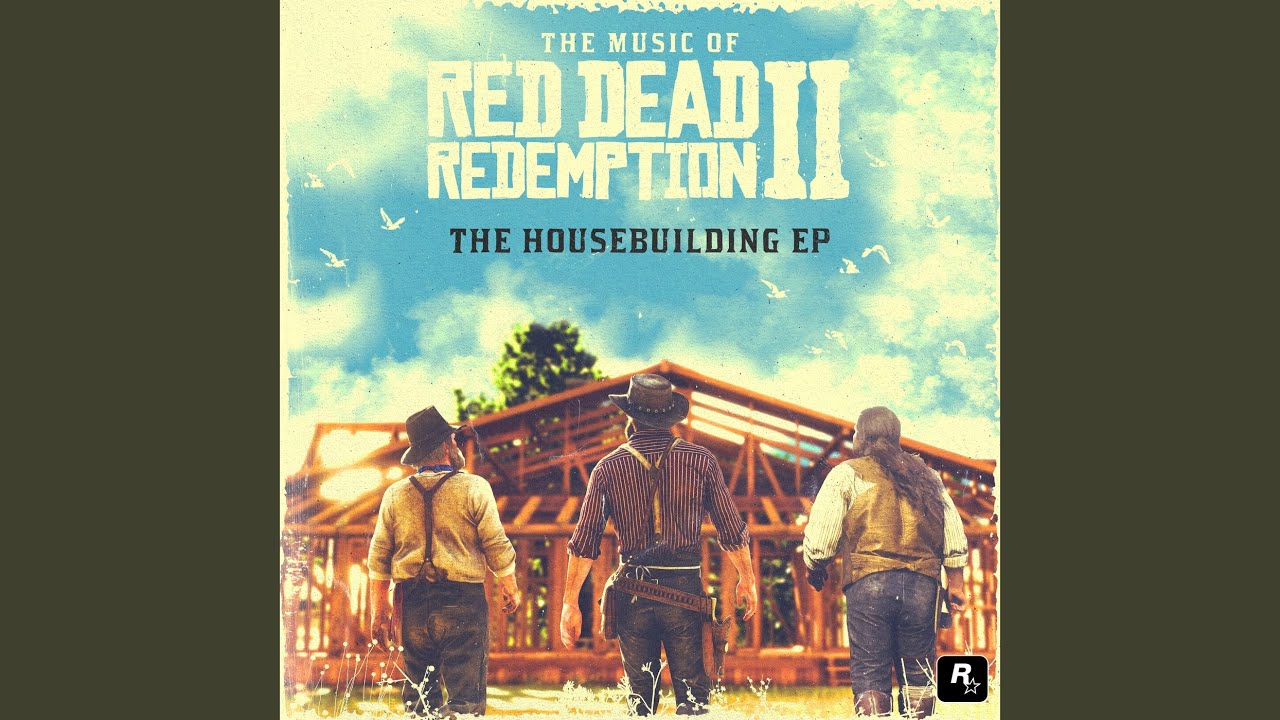 THE MUSIC OF
RED DEAD
REDEMPTION II
THE HOUSEBUILDING EP
R